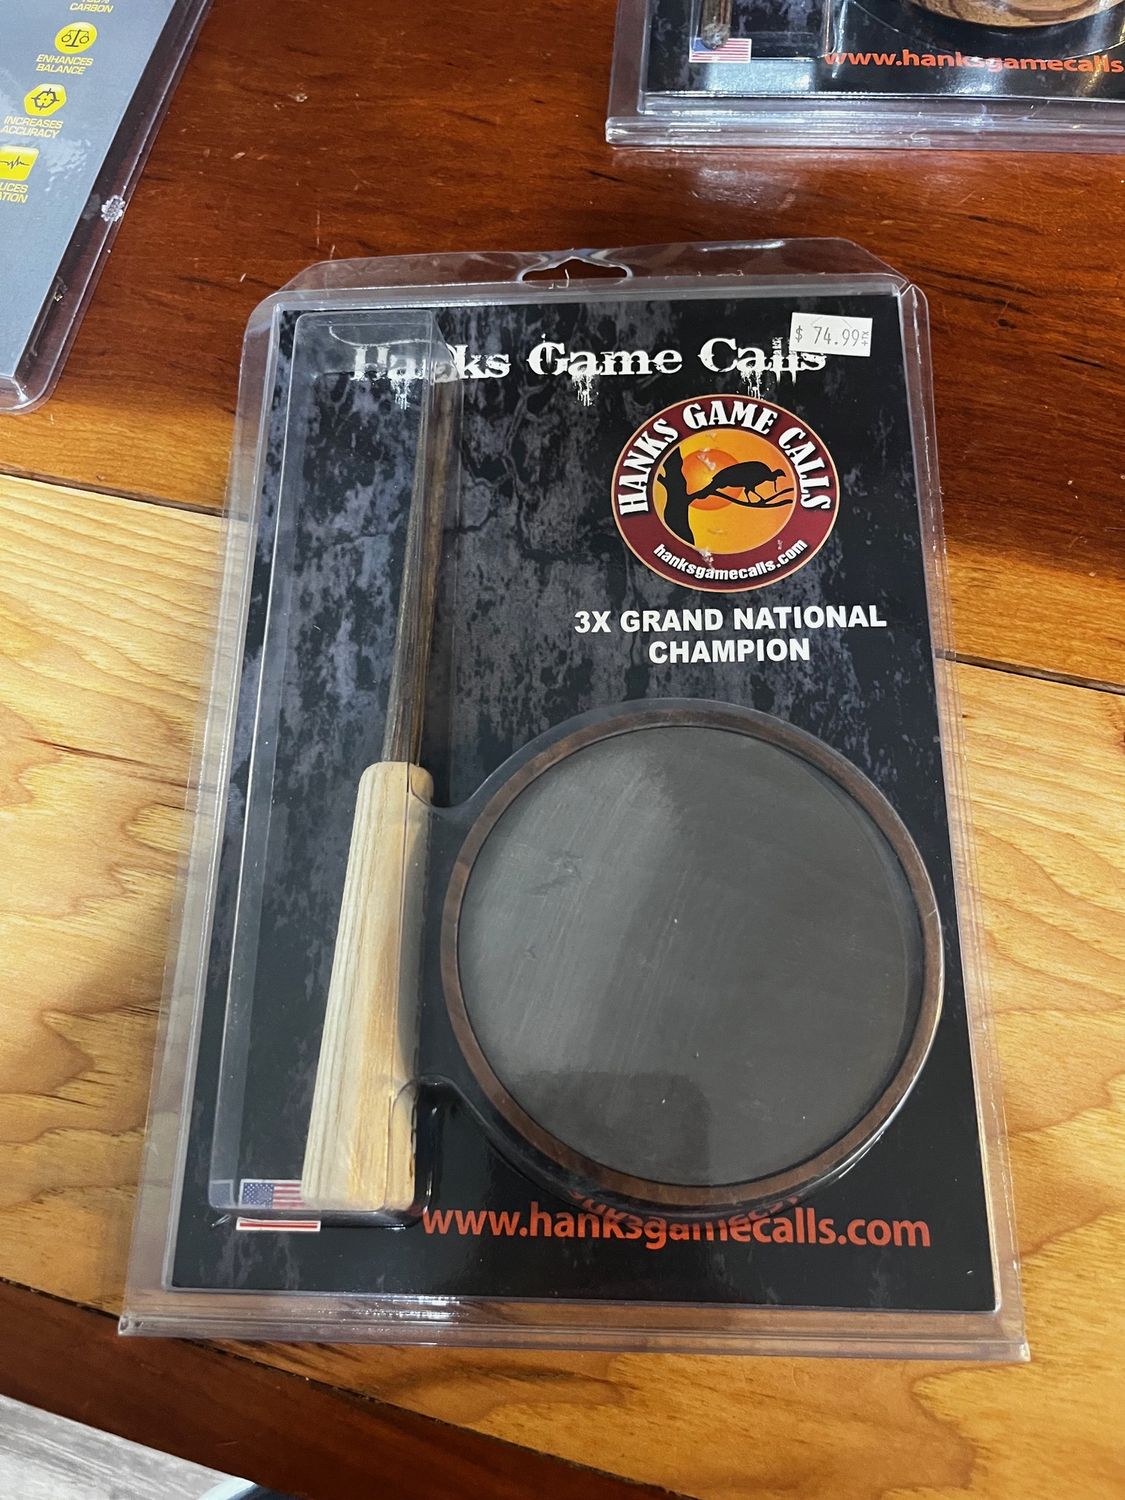 CARBON
ENHANCES
BALANCE
INCREASES
ACCURACY
www.hanksgamecalls
Hanks Game Calls
$ 74.99
HANKS GAME CALLS
hanksgamecalls.com
3X GRAND NATIONAL
CHAMPION
www.hanksgamecalls.com